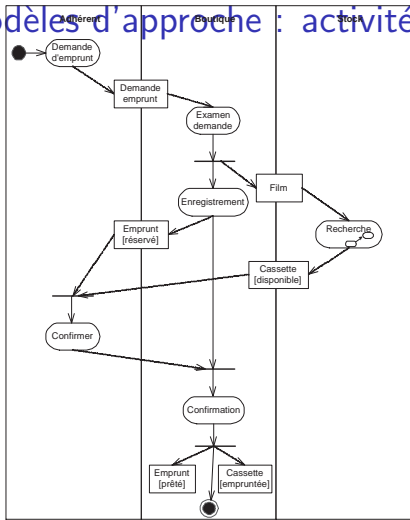 odèles d'approche : activité
Adhérent
Boutique
Stock
Demande
d'emprunt
Demande
emprunt
Examen
demande
Film
Enregistrement
Emprunt
[réservé]
Recherche
Cassette
[disponible]
Confirmer
Confirmation
Emprunt
[prêté]
Cassette
[empruntée]